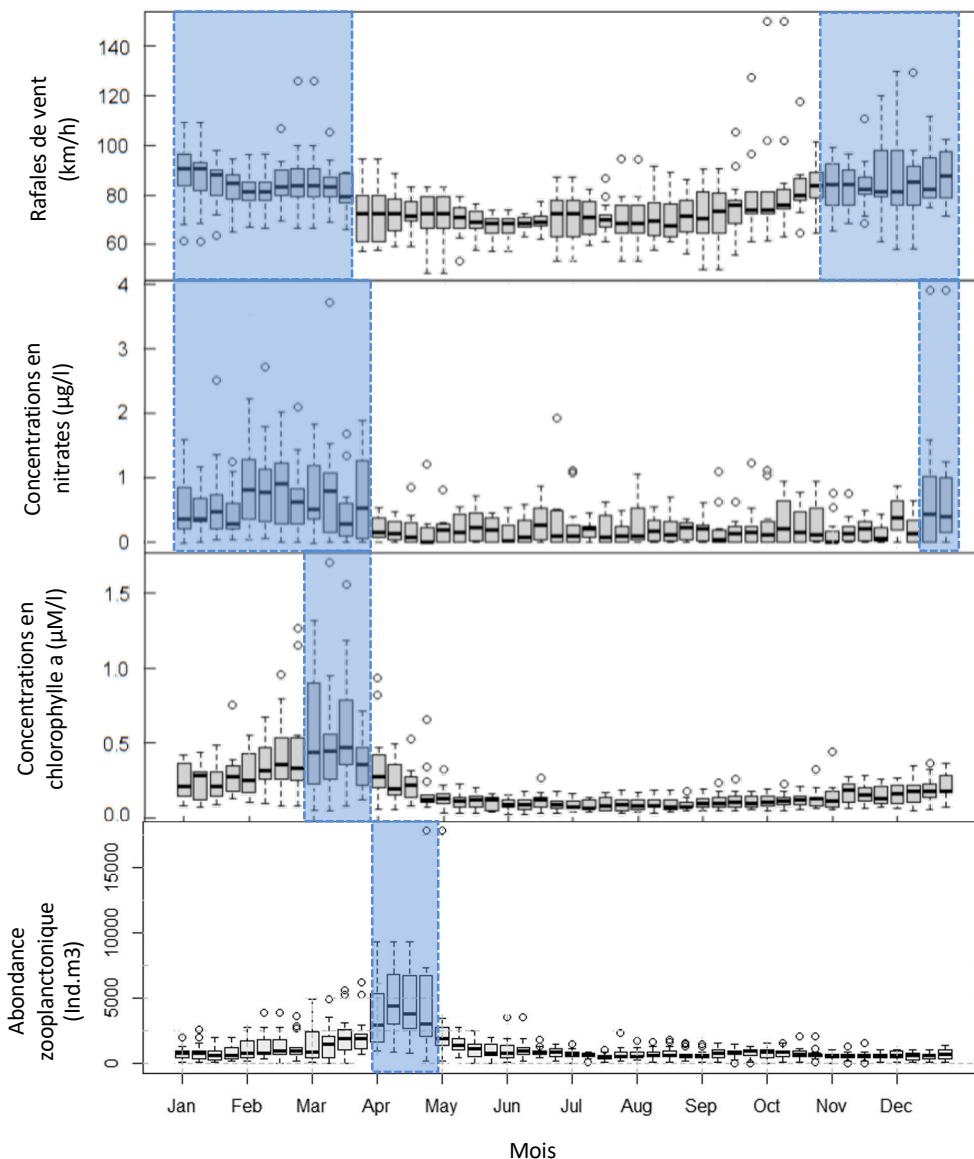 Rafales de vent
(km/h)
140
120
100
80
60
Concentrations en
nitrates (µg/l)
4
3
2
1
0
Concentrations en
chlorophylle a (µM/l)
1.5
1.0
0.5
0.0
Abondance
zooplanctonique
(Ind.m3)
15000
10000
5000
0
Jan Feb Mar Apr May Jun Jul Aug Sep Oct Nov Dec
Mois